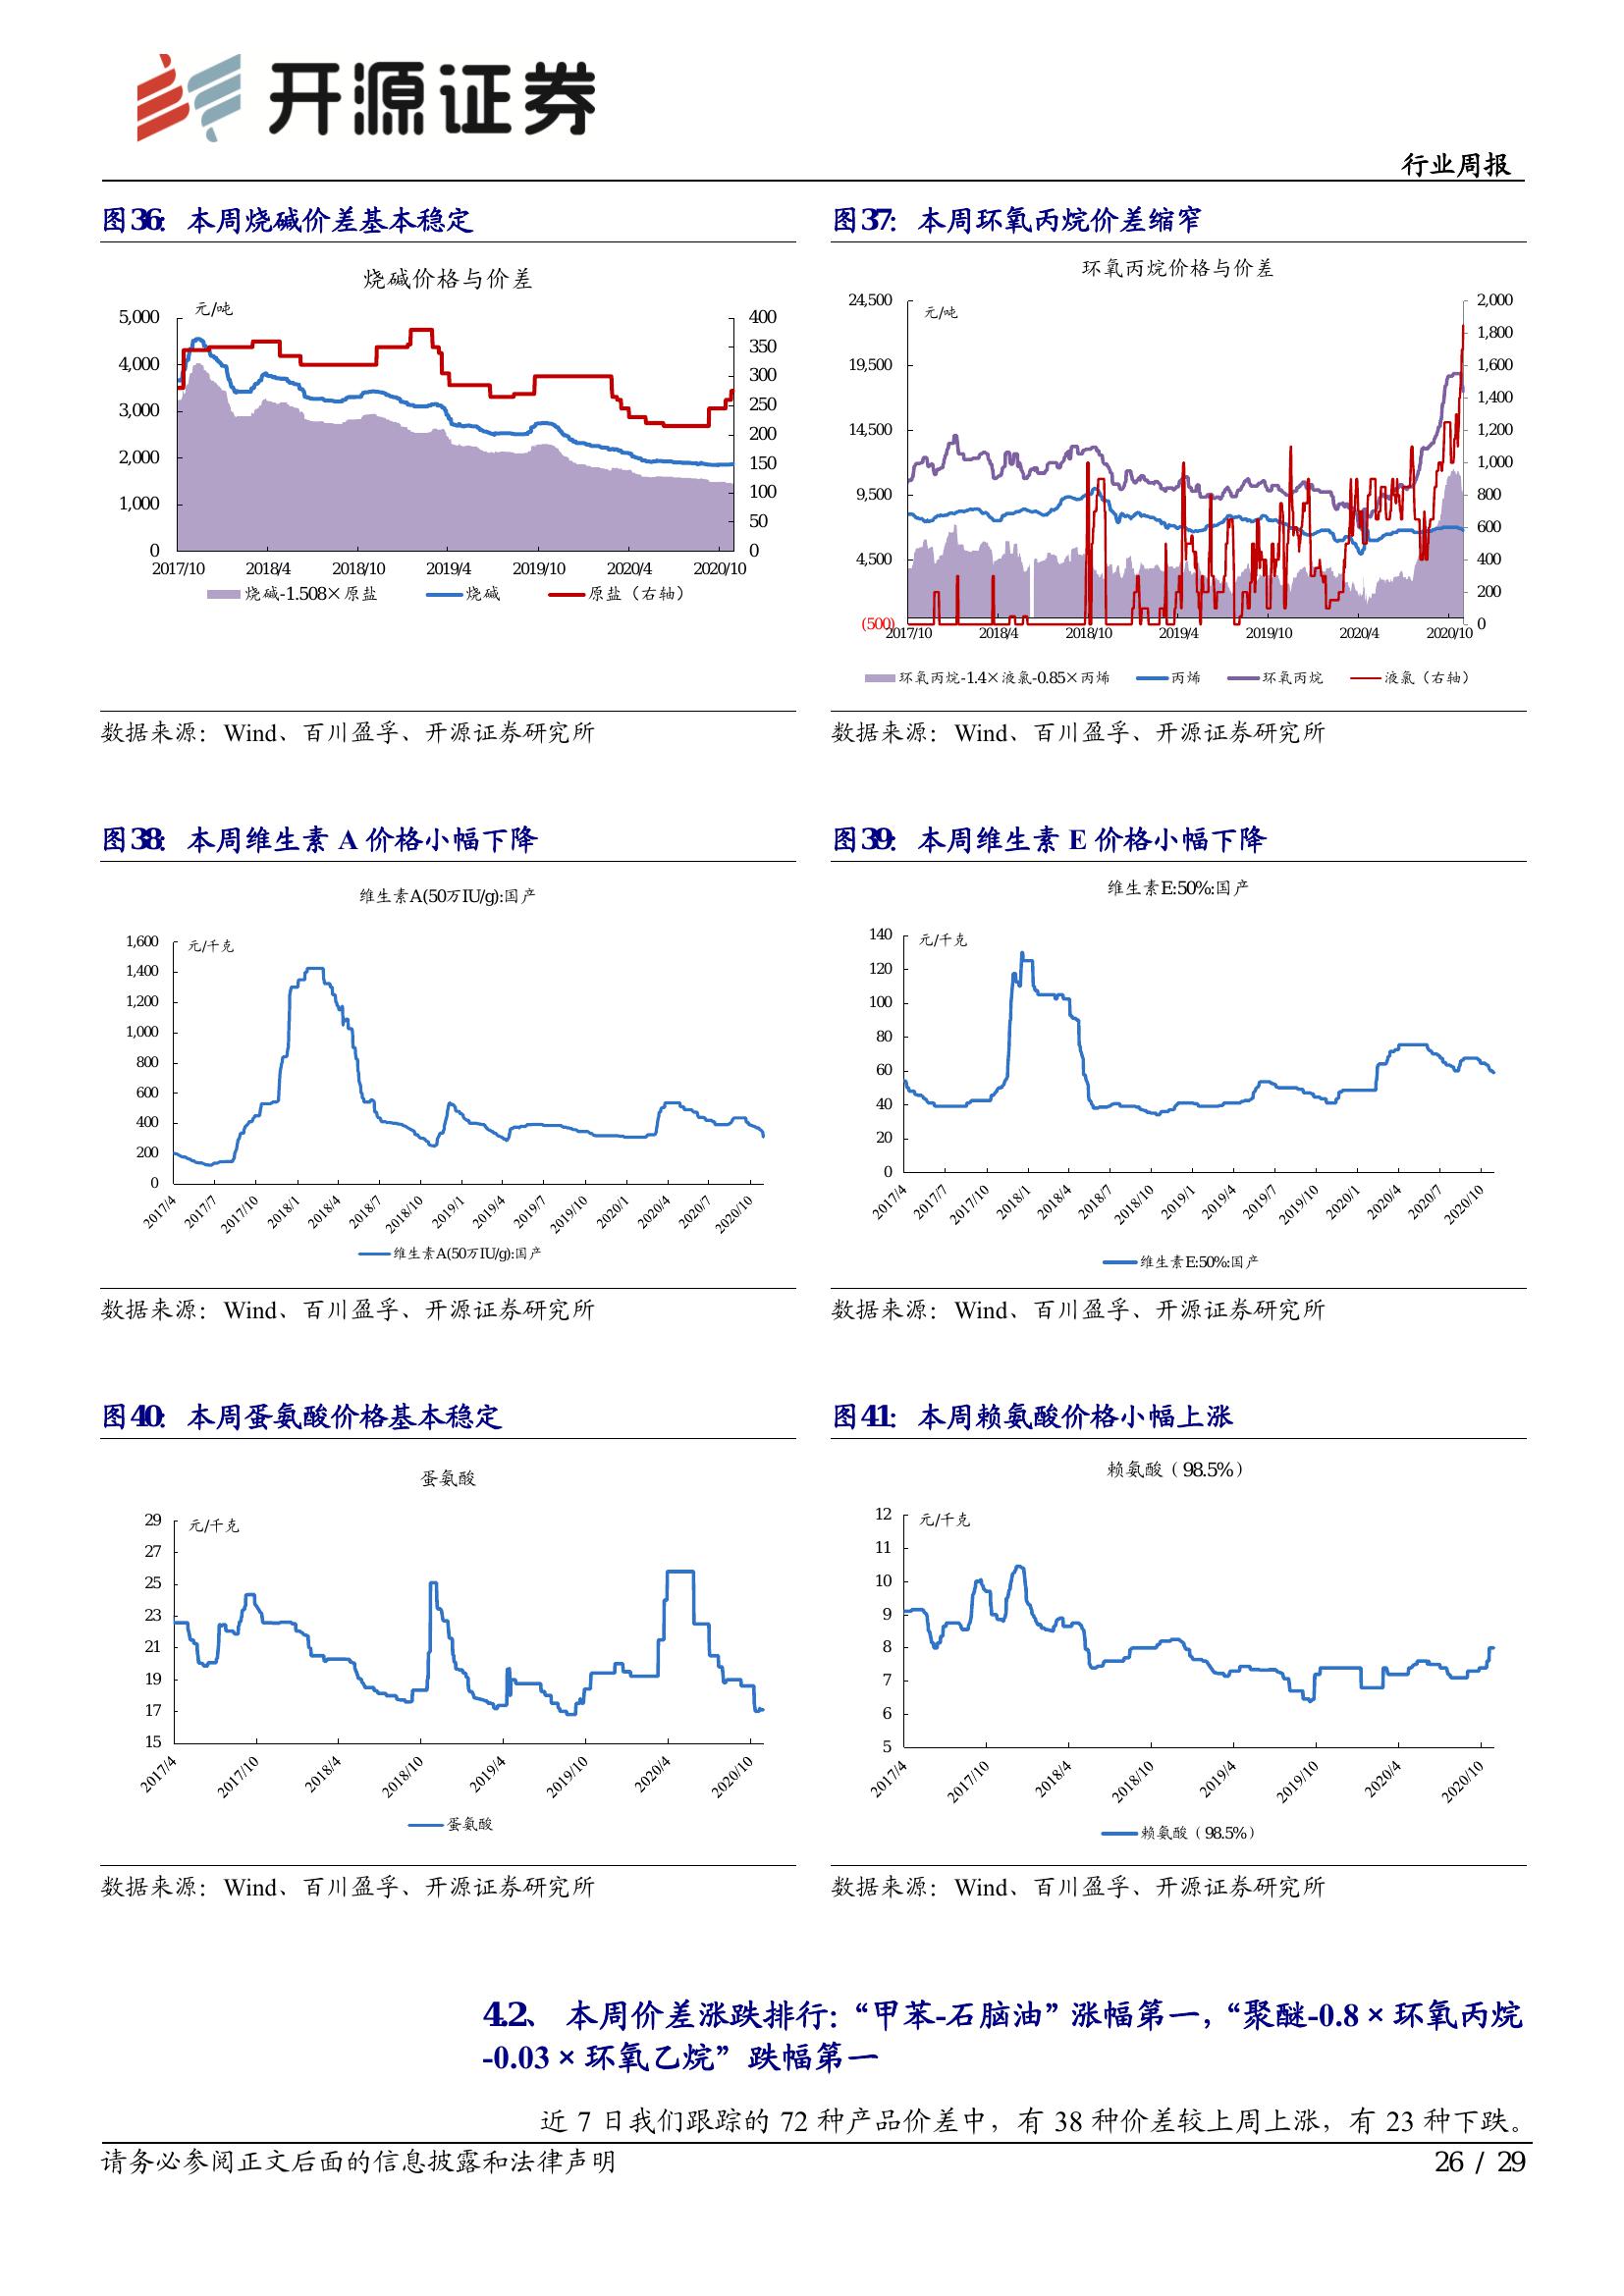 开源证券
行业周报
图36： 本周烧碱价差基本稳定
烧碱价格与价差
元/吨
5,000
4,000
3,000
2,000
1,000
0
400
350
300
250
200
150
100
50
0
2017/10 2018/4 2018/10 2019/4 2019/10 2020/4 2020/10
烧碱-1.508×原盐 烧碱 原盐（右轴）
数据来源：Wind、百川盈孚、开源证券研究所
图37： 本周环氧丙烷价差缩窄
环氧丙烷价格与价差
元/吨
24,500
19,500
14,500
9,500
4,500
(500)
2,000
1,800
1,600
1,400
1,200
1,000
800
600
400
200
0
2017/10 2018/4 2018/10 2019/4 2019/10 2020/4 2020/10
环氧丙烷-1.4×液氯-0.85×丙烯 丙烯 环氧丙烷 液氯（右轴）
数据来源：Wind、百川盈孚、开源证券研究所
图38： 本周维生素 A 价格小幅下降
维生素A(50万IU/g):国产
元/千克
1,600
1,400
1,200
1,000
800
600
400
200
0
2017/4 2017/7 2017/10 2018/1 2018/4 2018/7 2018/10 2019/1 2019/4 2019/7 2019/10 2020/1 2020/4 2020/7 2020/10
维生素A(50万IU/g):国产
数据来源：Wind、百川盈孚、开源证券研究所
图39： 本周维生素 E 价格小幅下降
维生素E:50%:国产
元/千克
140
120
100
80
60
40
20
0
2017/4 2017/7 2017/10 2018/1 2018/4 2018/7 2018/10 2019/1 2019/4 2019/7 2019/10 2020/1 2020/4 2020/7 2020/10
维生素E:50%:国产
数据来源：Wind、百川盈孚、开源证券研究所
图40： 本周蛋氨酸价格基本稳定
蛋氨酸
元/千克
29
27
25
23
21
19
17
15
2017/4 2017/10 2018/4 2018/10 2019/4 2019/10 2020/4 2020/10
蛋氨酸
数据来源：Wind、百川盈孚、开源证券研究所
图41： 本周赖氨酸价格小幅上涨
赖氨酸（98.5%）
元/千克
12
11
10
9
8
7
6
5
2017/4 2017/10 2018/4 2018/10 2019/4 2019/10 2020/4 2020/10
赖氨酸（98.5%）
数据来源：Wind、百川盈孚、开源证券研究所
4.2、 本周价差涨跌排行：“甲苯-石脑油”涨幅第一，“聚醚-0.8×环氧丙烷
-0.03×环氧乙烷”跌幅第一
近 7 日我们跟踪的 72 种产品价差中，有 38 种价差较上周上涨，有 23 种下跌。
请务必参阅正文后面的信息披露和法律声明
26 / 29